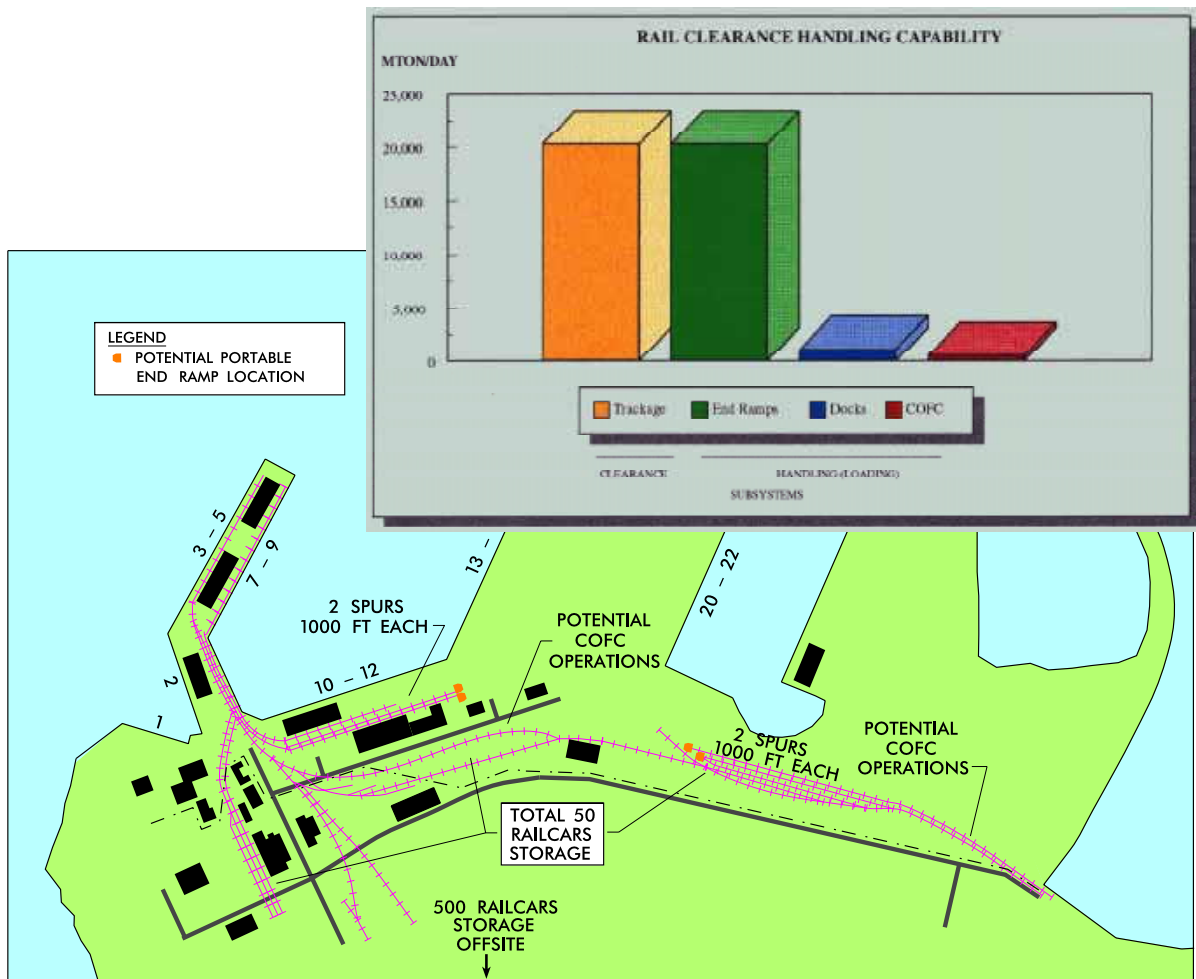 RAIL CLEARANCE HANDLING CAPABILITY
MTON/DAY
25,000
20,000
15,000
10,000
5,000
0
Trackage
End Ramps
Docks
COFC
CLEARANCE
HANDLING (LOADING)
SUBSYSTEMS
LEGEND
POTENTIAL PORTABLE
END RAMP LOCATION
3 - 5
7 - 9
13 -
20 - 22
2 SPURS
1000 FT EACH
POTENTIAL
COFC
OPERATIONS
10 - 12
2
1
2 SPURS
1000 FT EACH
POTENTIAL
COFC
OPERATIONS
TOTAL 50
RAILCARS
STORAGE
500 RAILCARS
STORAGE
OFFSITE